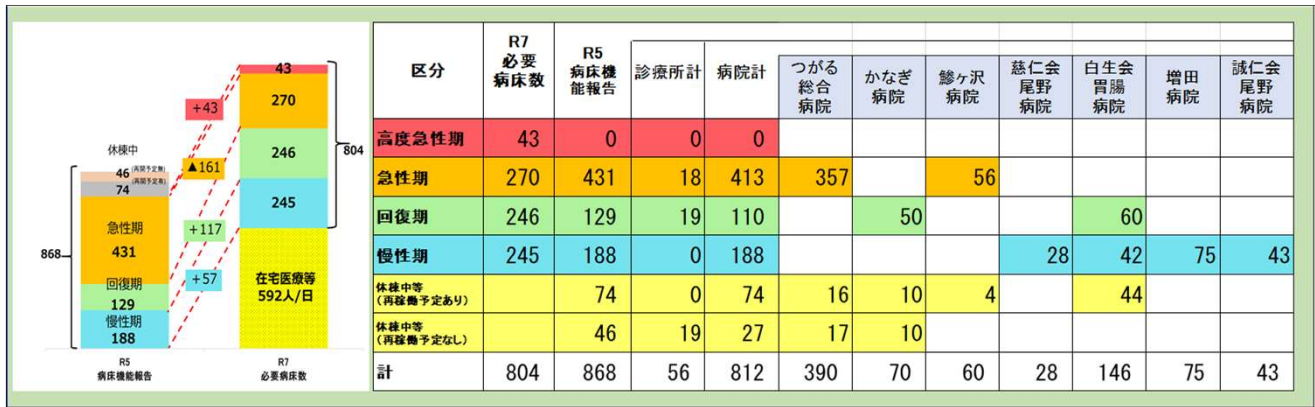 休棟中
46 (再開予定無)
74 (再開予定有)
急性期
431
回復期
129
慢性期
188
868
+43
▲161
+117
+57
43
270
246
245
804
在宅医療等
592人/日
R5
病床機能報告
R7
必要病床数
区分 R7 必要 病床数 R5 病床機 能報告 診療所計 病院計 つがる 総合 病院 かなぎ 病院 鰺ヶ沢 病院 慈仁会 尾野 病院 白生会 胃腸 病院 増田 病院 誠仁会 尾野 病院
高度急性期 43 0 0 0
急性期 270 431 18 413 357 56
回復期 246 129 19 110 50 60
慢性期 245 188 0 188 28 42 75 43
休棟中等
(再稼働予定あり) 74 0 74 16 10 4 44
休棟中等
(再稼働予定なし) 46 19 27 17 10
計 804 868 56 812 390 70 60 28 146 75 43